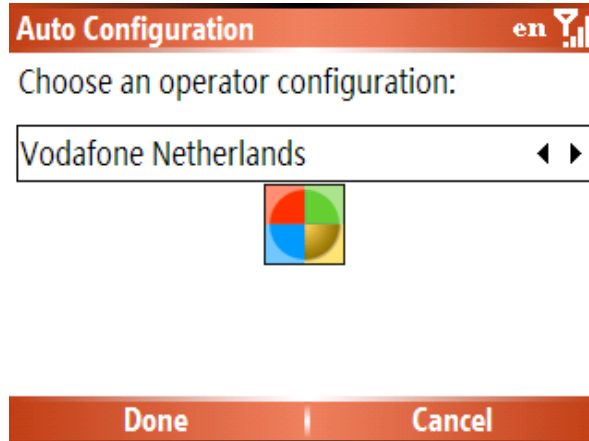 Auto Configuration en
Choose an operator configuration:
Vodafone Netherlands
Done Cancel